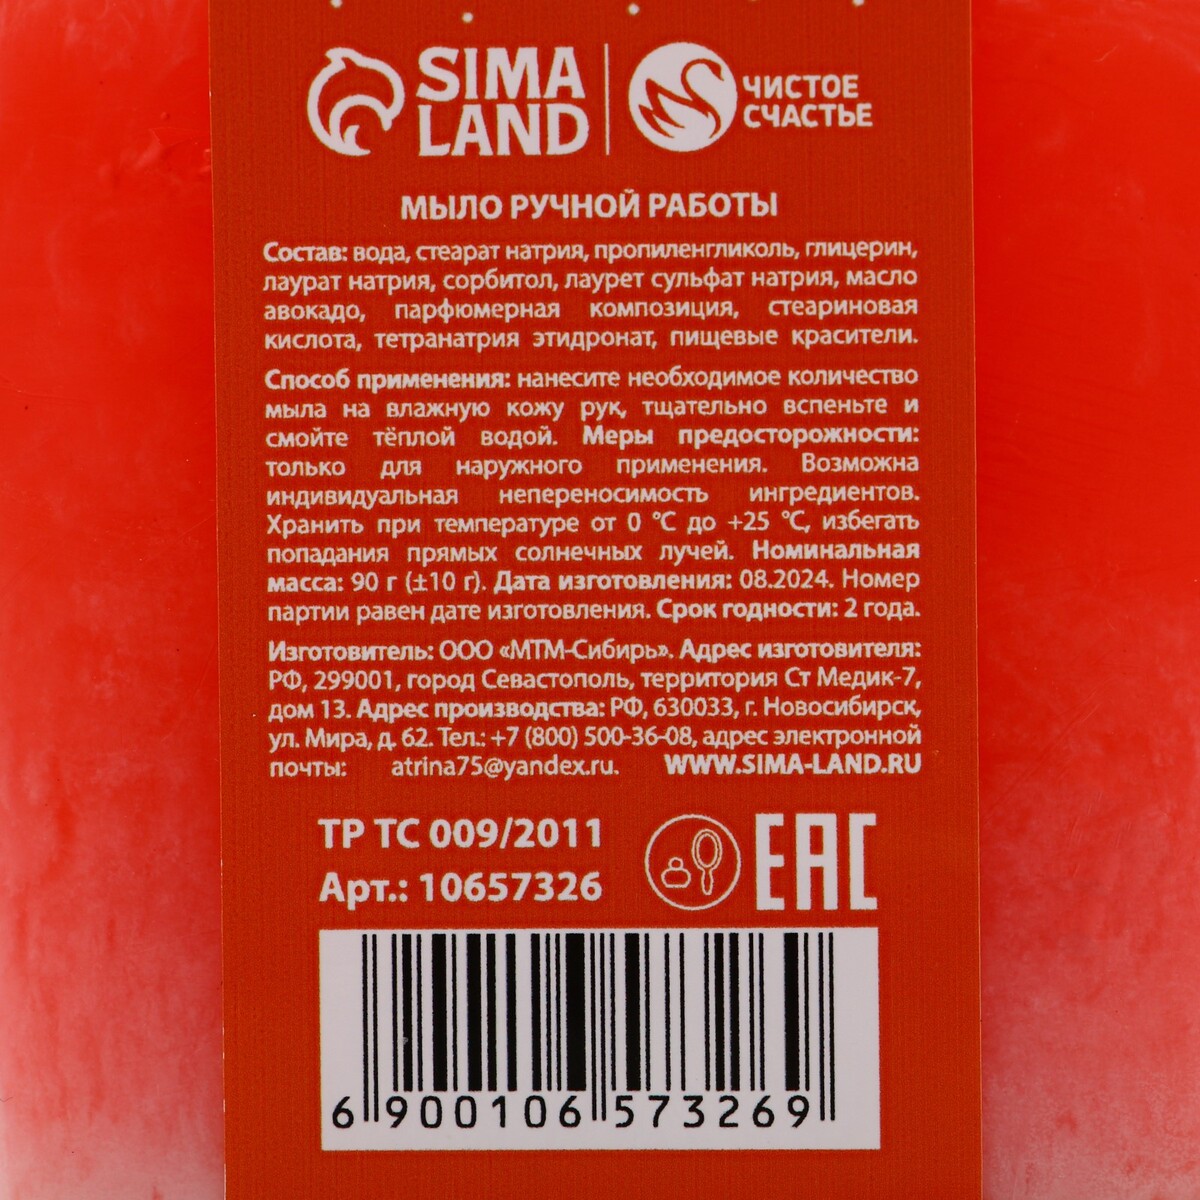 SIMA
LAND
ЧИСТОЕ
СЧАСТЬЕ
МЫЛО РУЧНОЙ РАБОТЫ
Состав: вода, стеарат натрия, пропиленгликоль, глицерин,
лаурат натрия, сорбитол, лаурет сульфат натрия, масло
авокадо, парфюмерная композиция, стеариновая
кислота, тетранатрия этидронат, пищевые красители.
Способ применения: нанесите необходимое количество
мыла на влажную кожу рук, тщательно вспеньте и
смойте тёплой водой. Меры предосторожности:
только для наружного применения. Возможна
индивидуальная непереносимость ингредиентов.
Хранить при температуре от 0 °С до +25 °С, избегать
попадания прямых солнечных лучей. Номинальная
масса: 90 г (±10 г). Дата изготовления: 08.2024. Номер
партии равен дате изготовления. Срок годности: 2 года.
Изготовитель: ООО «МТМ-Сибирь». Адрес изготовителя:
РФ, 299001, город Севастополь, территория Ст Медик-7,
дом 13. Адрес производства: РФ, 630033, г. Новосибирск,
ул. Мира, д. 62. Тел.: +7 (800) 500-36-08, адрес электронной
почты: atrina75@yandex.ru. WWW.SIMA-LAND.RU
ТР ТС 009/2011
EAC
Арт.: 10657326
6 900106 573269